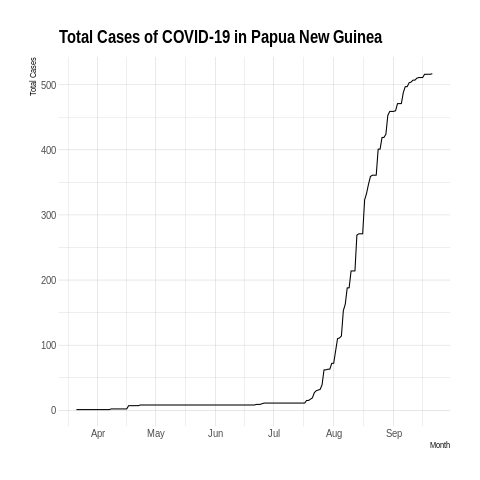 Total Cases of COVID-19 in Papua New Guinea
Total Cases
500
400
300
200
100
0
Apr May Jun Jul Aug Sep
Month